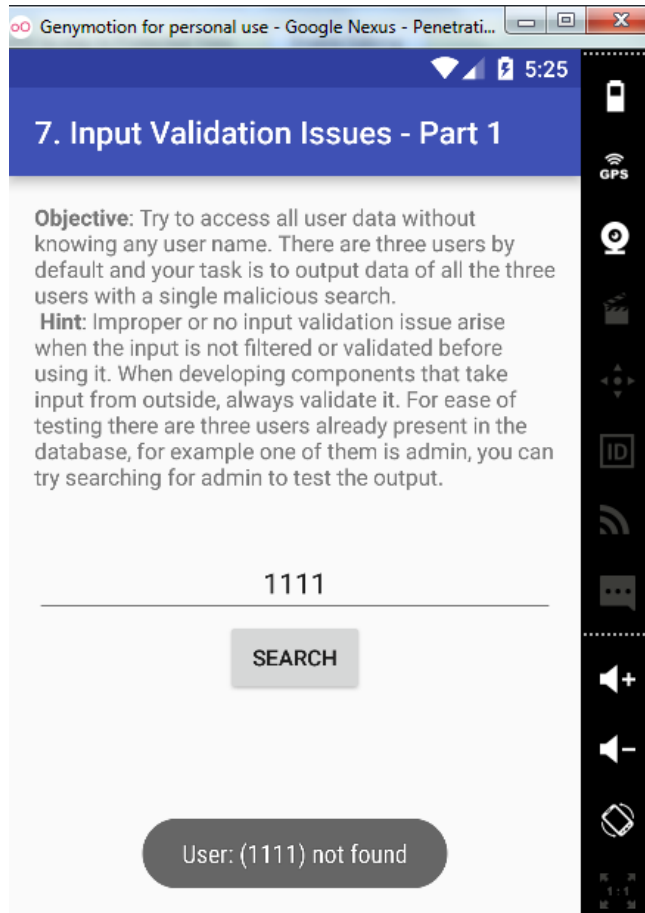 Genymotion for personal use - Google Nexus - Penetrati...
5:25
7. Input Validation Issues - Part 1
GPS
Objective: Try to access all user data without
knowing any user name. There are three users by
default and your task is to output data of all the three
users with a single malicious search.
Hint: Improper or no input validation issue arise
when the input is not filtered or validated before
using it. When developing components that take
input from outside, always validate it. For ease of
testing there are three users already present in the
database, for example one of them is admin, you can
try searching for admin to test the output.
ID
1111
SEARCH
User: (1111) not found
1:1